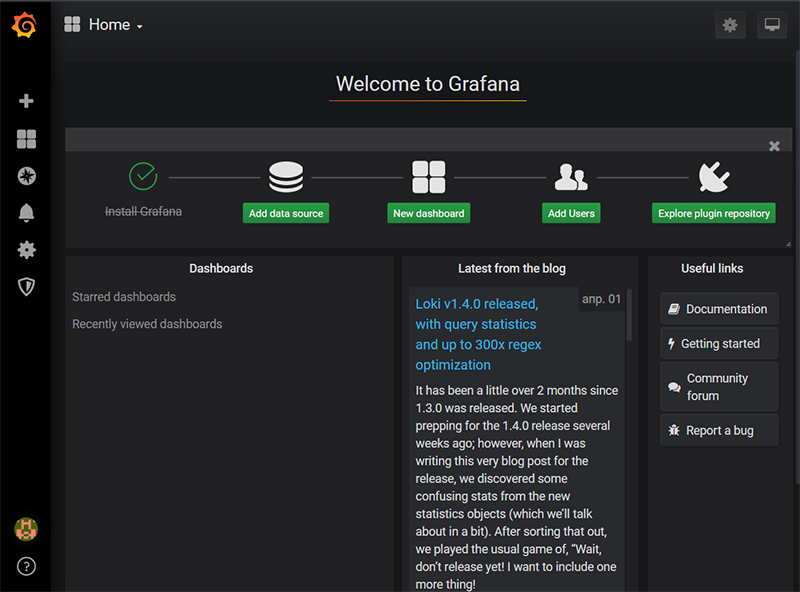 Home
Welcome to Grafana
Install Grafana
Add data source
New dashboard
Add Users
Explore plugin repository
Dashboards
Starred dashboards
Recently viewed dashboards
Latest from the blog
Loki v1.4.0 released,
with query statistics
and up to 300x regex
optimization
апр. 01
It has been a little over 2 months since
1.3.0 was released. We started
prepping for the 1.4.0 release several
weeks ago; however, when I was
writing this very blog post for the
release, we discovered some
confusing stats from the new
statistics objects (which we’ll talk
about in a bit). After sorting that out,
we played the usual game of, “Wait,
don’t release yet! I want to include one
more thing!
Useful links
Documentation
Getting started
Community
forum
Report a bug